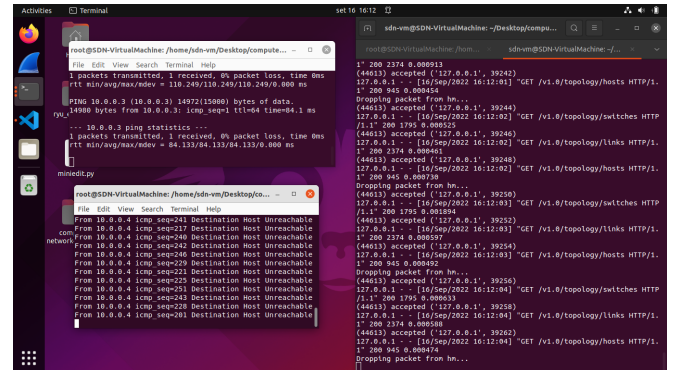 Activities
Terminal
set 16 16:12
root@SDN-VirtualMachine: /home/sdn-vm/Desktop/compute...
File Edit View Search Terminal Help
1 packets transmitted, 1 received, 0% packet loss, time 0ms
rtt min/avg/max/mdev = 110.249/110.249/110.249/0.000 ms
PING 10.0.0.3 (10.0.0.3) 14972(15000) bytes of data.
14980 bytes from 10.0.0.3: icmp_seq=1 ttl=64 time=84.1 ms
--- 10.0.0.3 ping statistics ---
1 packets transmitted, 1 received, 0% packet loss, time 0ms
rtt min/avg/max/mdev = 84.133/84.133/84.133/0.000 ms
miniedit.py
root@SDN-VirtualMachine: /home/sdn-vm/Desktop/co...
File Edit View Search Terminal Help
From 10.0.0.4 icmp_seq=241 Destination Host Unreachable
From 10.0.0.4 icmp_seq=217 Destination Host Unreachable
From 10.0.0.4 icmp_seq=240 Destination Host Unreachable
From 10.0.0.4 icmp_seq=242 Destination Host Unreachable
From 10.0.0.4 icmp_seq=246 Destination Host Unreachable
From 10.0.0.4 icmp_seq=229 Destination Host Unreachable
From 10.0.0.4 icmp_seq=221 Destination Host Unreachable
From 10.0.0.4 icmp_seq=225 Destination Host Unreachable
From 10.0.0.4 icmp_seq=251 Destination Host Unreachable
From 10.0.0.4 icmp_seq=243 Destination Host Unreachable
From 10.0.0.4 icmp_seq=228 Destination Host Unreachable
From 10.0.0.4 icmp_seq=201 Destination Host Unreachable
sdn-vm@SDN-VirtualMachine: ~/Desktop/compu...
root@SDN-VirtualMachine: /hom...
sdn-vm@SDN-VirtualMachine: ~/...
1" 200 2374 0.000913
(44613) accepted ('127.0.0.1', 39242)
127.0.0.1 - - [16/Sep/2022 16:12:01] "GET /v1.0/topology/hosts HTTP/1.
1" 200 945 0.000454
Dropping packet from hm...
(44613) accepted ('127.0.0.1', 39244)
127.0.0.1 - - [16/Sep/2022 16:12:02] "GET /v1.0/topology/switches HTTP
/1.1" 200 1795 0.000647
(44613) accepted ('127.0.0.1', 39246)
127.0.0.1 - - [16/Sep/2022 16:12:02] "GET /v1.0/topology/links HTTP/1.
1" 200 2374 0.000461
(44613) accepted ('127.0.0.1', 39248)
127.0.0.1 - - [16/Sep/2022 16:12:02] "GET /v1.0/topology/hosts HTTP/1.
1" 200 945 0.000730
Dropping packet from hm...
(44613) accepted ('127.0.0.1', 39250)
127.0.0.1 - - [16/Sep/2022 16:12:03] "GET /v1.0/topology/switches HTTP
/1.1" 200 1795 0.001894
(44613) accepted ('127.0.0.1', 39252)
127.0.0.1 - - [16/Sep/2022 16:12:03] "GET /v1.0/topology/links HTTP/1.
1" 200 2374 0.000597
(44613) accepted ('127.0.0.1', 39254)
127.0.0.1 - - [16/Sep/2022 16:12:03] "GET /v1.0/topology/hosts HTTP/1.
1" 200 945 0.000492
Dropping packet from hm...
(44613) accepted ('127.0.0.1', 39256)
127.0.0.1 - - [16/Sep/2022 16:12:04] "GET /v1.0/topology/switches HTTP
/1.1" 200 1795 0.000633
(44613) accepted ('127.0.0.1', 39258)
127.0.0.1 - - [16/Sep/2022 16:12:04] "GET /v1.0/topology/links HTTP/1.
1" 200 2374 0.000588
(44613) accepted ('127.0.0.1', 39262)
127.0.0.1 - - [16/Sep/2022 16:12:04] "GET /v1.0/topology/hosts HTTP/1.
1" 200 945 0.000474
Dropping packet from hm...